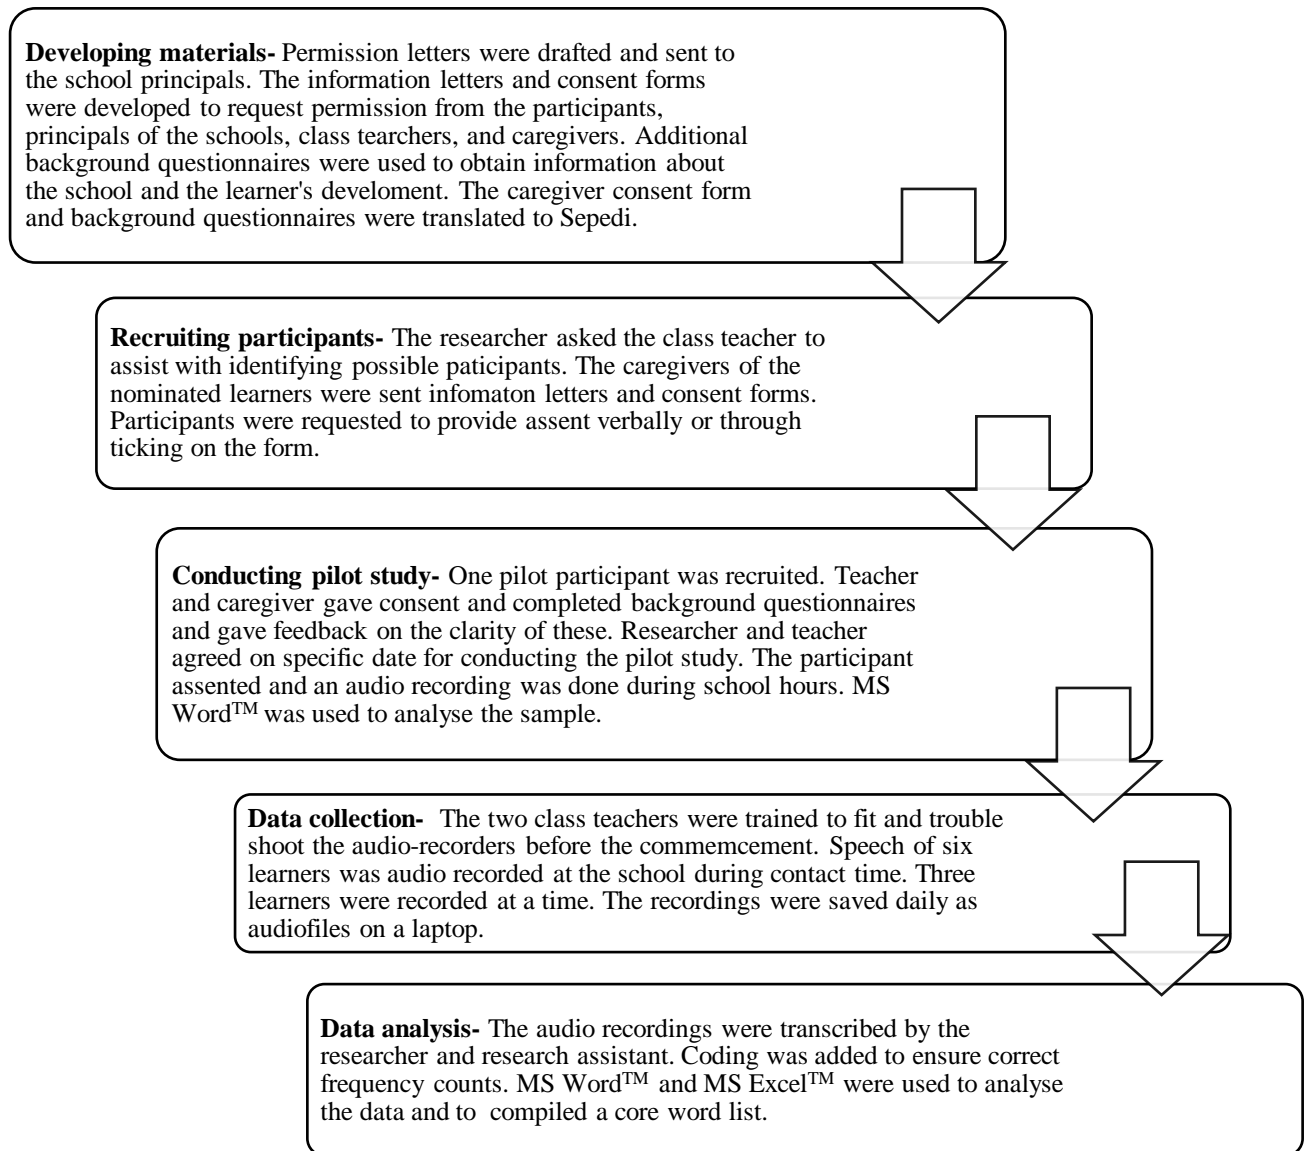 Developing materials- Permission letters were drafted and sent to
the school principals. The information letters and consent forms
were developed to request permission from the participants,
principals of the schools, class tearchers, and caregivers. Additional
background questionnaires were used to obtain information about
the school and the learner's develoment. The caregiver consent form
and background questionnaires were translated to Sepedi.
Recruiting participants- The researcher asked the class teacher to
assist with identifying possible paticipants. The caregivers of the
nominated learners were sent infomaton letters and consent forms.
Participants were requested to provide assent verbally or through
ticking on the form.
Conducting pilot study- One pilot participant was recruited. Teacher
and caregiver gave consent and completed background questionnaires
and gave feedback on the clarity of these. Researcher and teacher
agreed on specific date for conducting the pilot study. The participant
assented and an audio recording was done during school hours. MS
Word™ was used to analyse the sample.
Data collection- The two class teachers were trained to fit and trouble
shoot the audio-recorders before the commemcement. Speech of six
learners was audio recorded at the school during contact time. Three
learners were recorded at a time. The recordings were saved daily as
audiofiles on a laptop.
Data analysis- The audio recordings were transcribed by the
researcher and research assistant. Coding was added to ensure correct
frequency counts. MS Word™ and MS Excel™ were used to analyse
the data and to compiled a core word list.